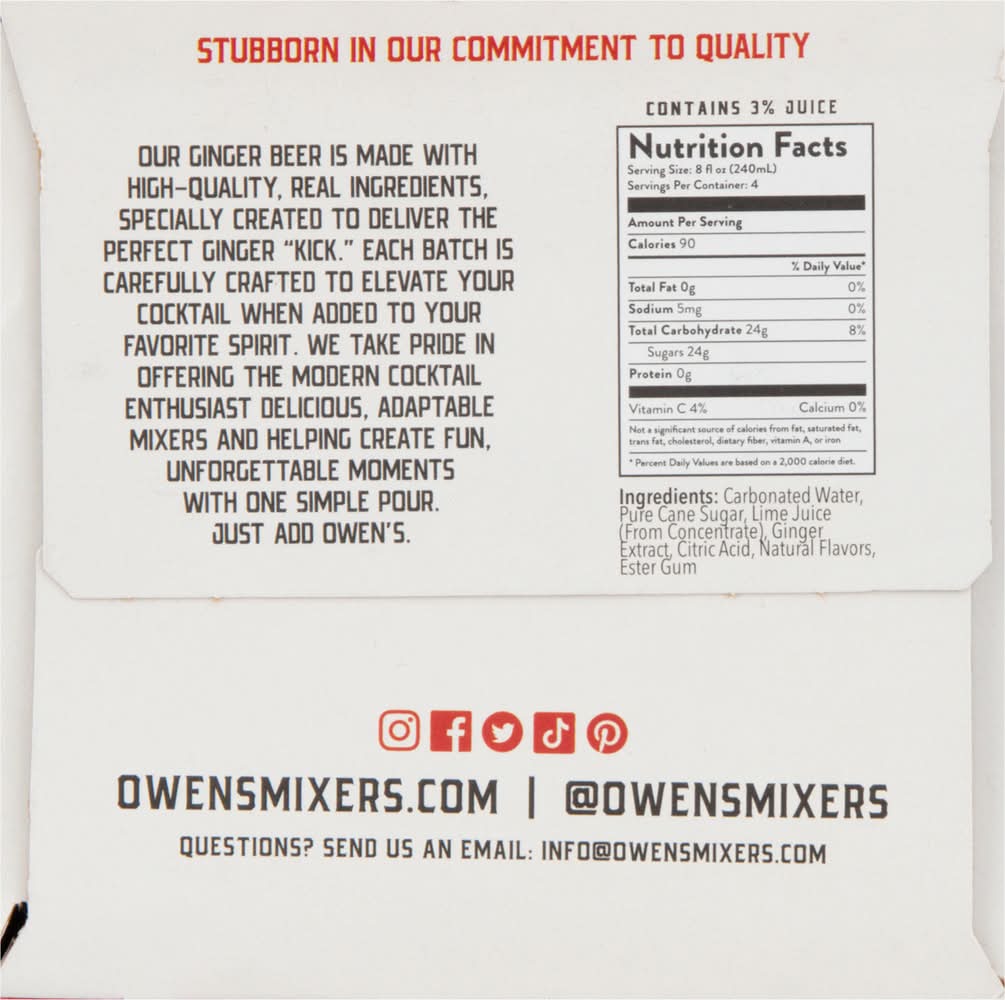 STUBBORN IN OUR COMMITMENT TO QUALITY
OUR GINGER BEER IS MADE WITH
HIGH-QUALITY, REAL INGREDIENTS,
SPECIALLY CREATED TO DELIVER THE
PERFECT GINGER “KICK.” EACH BATCH IS
CAREFULLY CRAFTED TO ELEVATE YOUR
COCKTAIL WHEN ADDED TO YOUR
FAVORITE SPIRIT. WE TAKE PRIDE IN
OFFERING THE MODERN COCKTAIL
ENTHUSIAST DELICIOUS, ADAPTABLE
MIXERS AND HELPING CREATE FUN,
UNFORGETTABLE MOMENTS
WITH ONE SIMPLE POUR.
JUST ADD OWEN'S.
CONTAINS 3% JUICE
Nutrition Facts
Serving Size: 8 fl oz (240mL)
Servings Per Container: 4
Amount Per Serving
Calories 90
% Daily Value*
Total Fat 0g 0%
Sodium 5mg 0%
Total Carbohydrate 24g 8%
Sugars 24g
Protein 0g
Vitamin C 4% Calcium 0%
Not a significant source of calories from fat, saturated fat,
trans fat, cholesterol, dietary fiber, vitamin A, or iron
* Percent Daily Values are based on a 2,000 calorie diet.
Ingredients: Carbonated Water,
Pure Cane Sugar, Lime Juice
(From Concentrate), Ginger
Extract, Citric Acid, Natural Flavors,
Ester Gum
OWENSMIXERS.COM | @OWENSMIXERS
QUESTIONS? SEND US AN EMAIL: INFO@OWENSMIXERS.COM